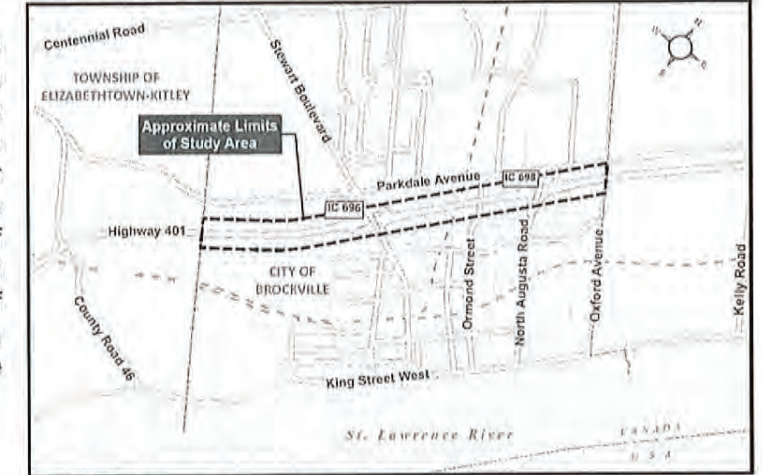 Centennial Road
TOWNSHIP OF
ELIZABETHTOWN-KITLEY
Stewart Boulevard
Approximate Limits
of Study Area
Parkdale Avenue
IC 698
IC 696
Highway 401
CITY OF
BROCKVILLE
Ormond Street
North Augusta Road
Oxford Avenue
Kelly Road
County Road 46
King Street West
St. Lawrence River
CANADA
U S A